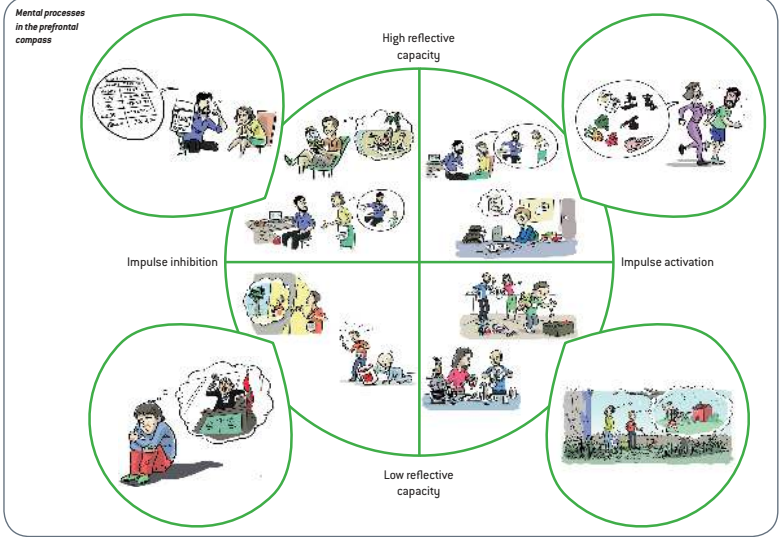 Mental processes
in the prefrontal
compass
High reflective
capacity
Impulse inhibition
Impulse activation
Low reflective
capacity